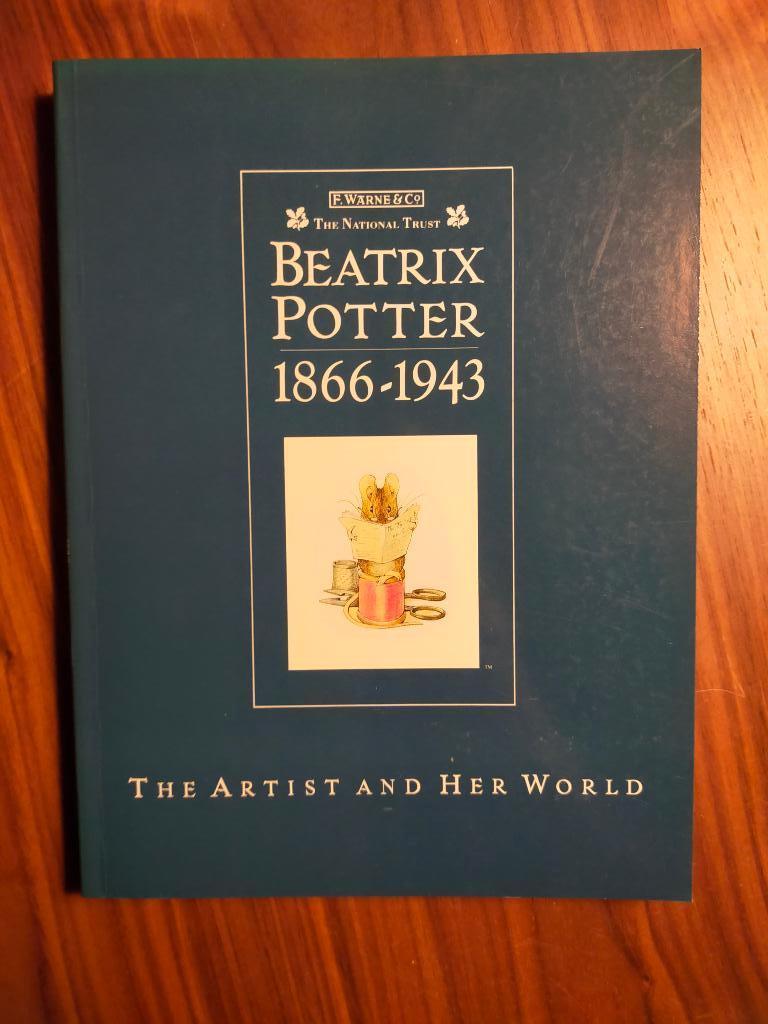 F. WARNE & Co
THE NATIONAL TRUST
BEATRIX
POTTER
1866-1943
TM
THE ARTIST AND HER WORLD